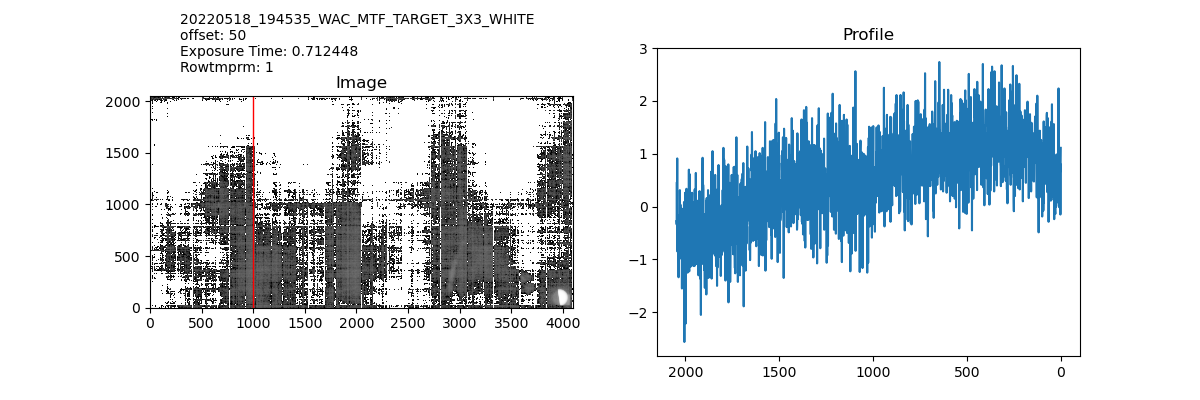 20220518_194535_WAC_MTF_TARGET_3X3_WHITE
offset: 50
Exposure Time: 0.712448
Rowtmprm: 1
Image
2000
1500
1000
500
0
0 500 1000 1500 2000 2500 3000 3500 4000
Profile
3
2
1
0
−1
−2
2000 1500 1000 500 0